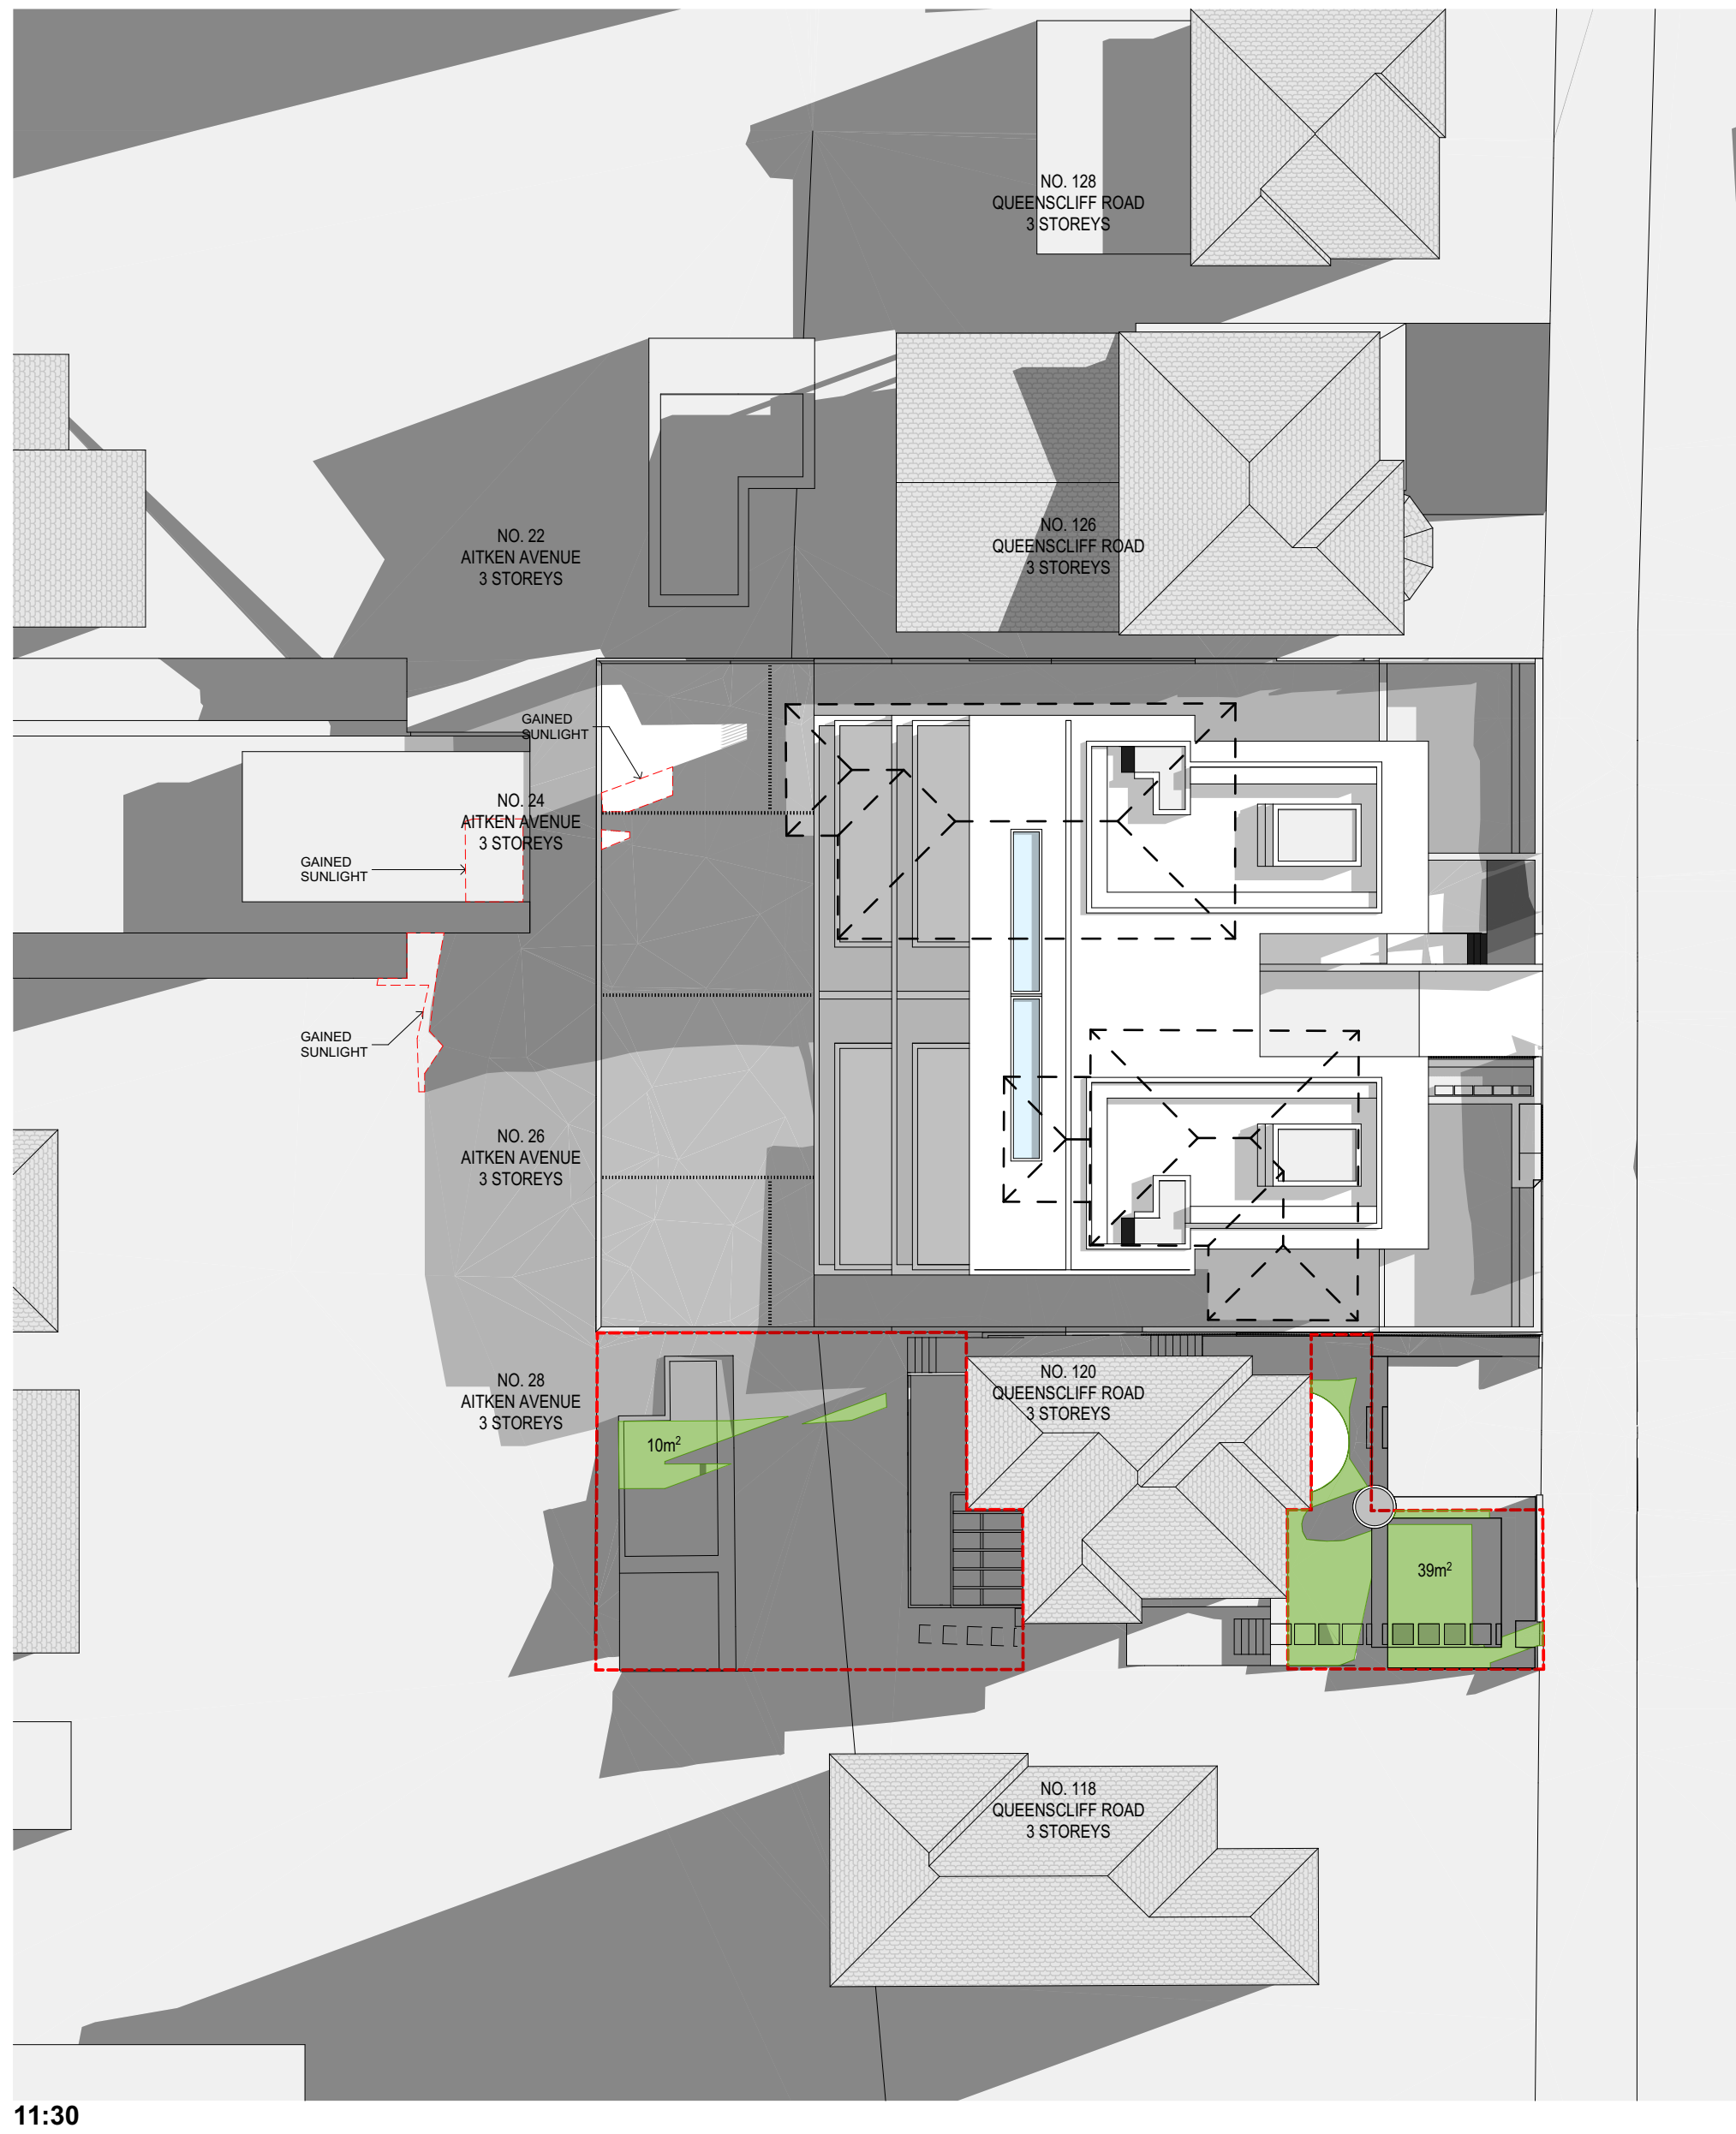 NO. 128
QUEENSCLIFF ROAD
3 STOREYS
NO. 22
AITKEN AVENUE
3 STOREYS
NO. 126
QUEENSCLIFF ROAD
3 STOREYS
GAINED
SUNLIGHT
NO. 24
AITKEN AVENUE
3 STOREYS
GAINED
SUNLIGHT
GAINED
SUNLIGHT
NO. 26
AITKEN AVENUE
3 STOREYS
NO. 28
AITKEN AVENUE
3 STOREYS
NO. 120
QUEENSCLIFF ROAD
3 STOREYS
10m²
39m²
NO. 118
QUEENSCLIFF ROAD
3 STOREYS
11:30